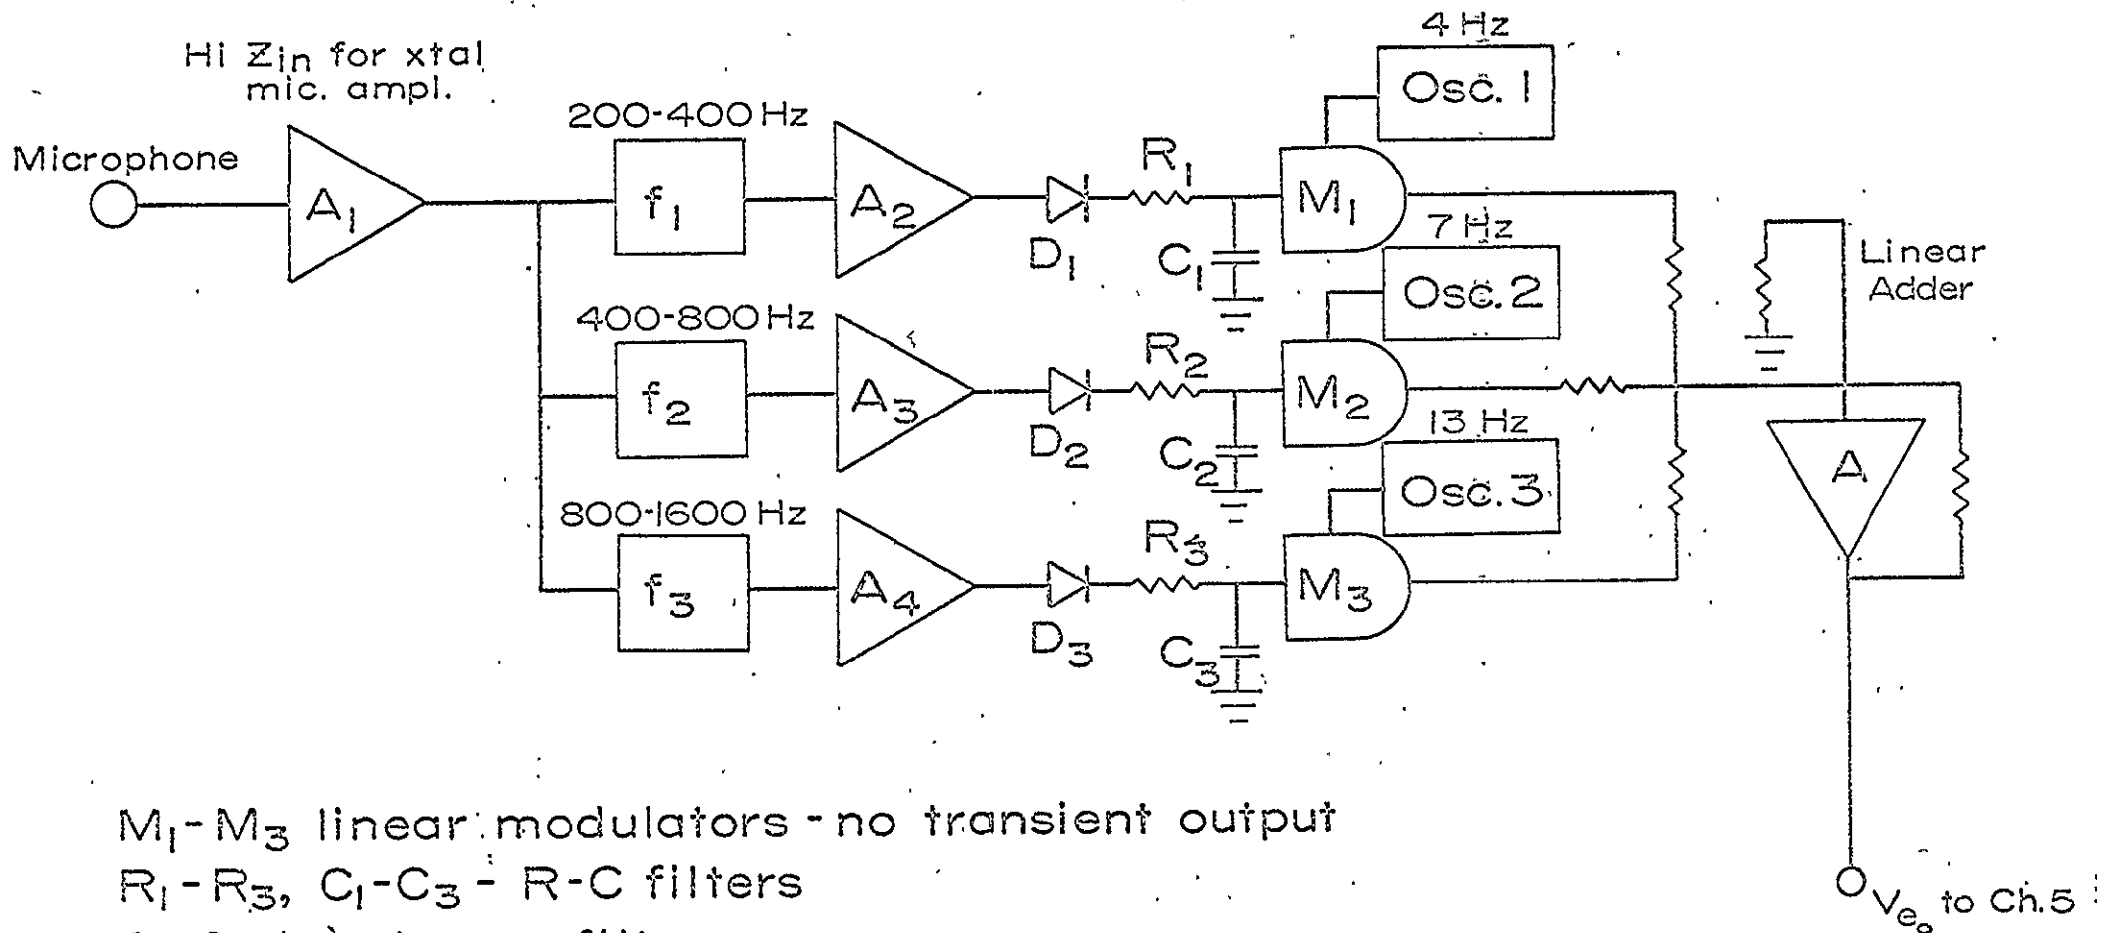 Hi Zin for xtal
mic. ampl.
Microphone
A1
200-400 Hz
f1
A2
D1
R1
C1
M1
4 Hz
Osc. 1
400-800 Hz
f2
A3
D2
R2
C2
M2
7 Hz
Osc. 2
800-1600 Hz
f3
A4
D3
R3
C3
M3
13 Hz
Osc. 3
Linear
Adder
A
Veo to Ch. 5
M1-M3 linear modulators - no transient output
R1-R3, C1-C3 - R-C filters